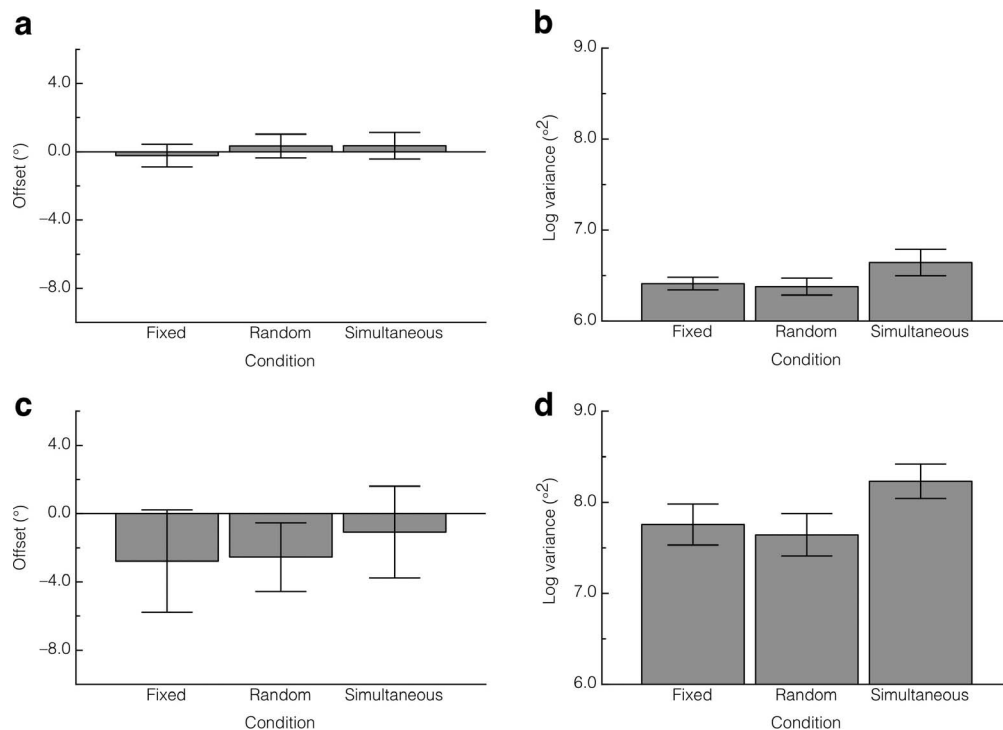 a
4.0
0.0
−4.0
−8.0
Offset (°)
Fixed Random Simultaneous
Condition
b
9.0
8.0
7.0
6.0
Log variance (°²)
Fixed Random Simultaneous
Condition
c
4.0
0.0
−4.0
−8.0
Offset (°)
Fixed Random Simultaneous
Condition
d
9.0
8.0
7.0
6.0
Log variance (°²)
Fixed Random Simultaneous
Condition